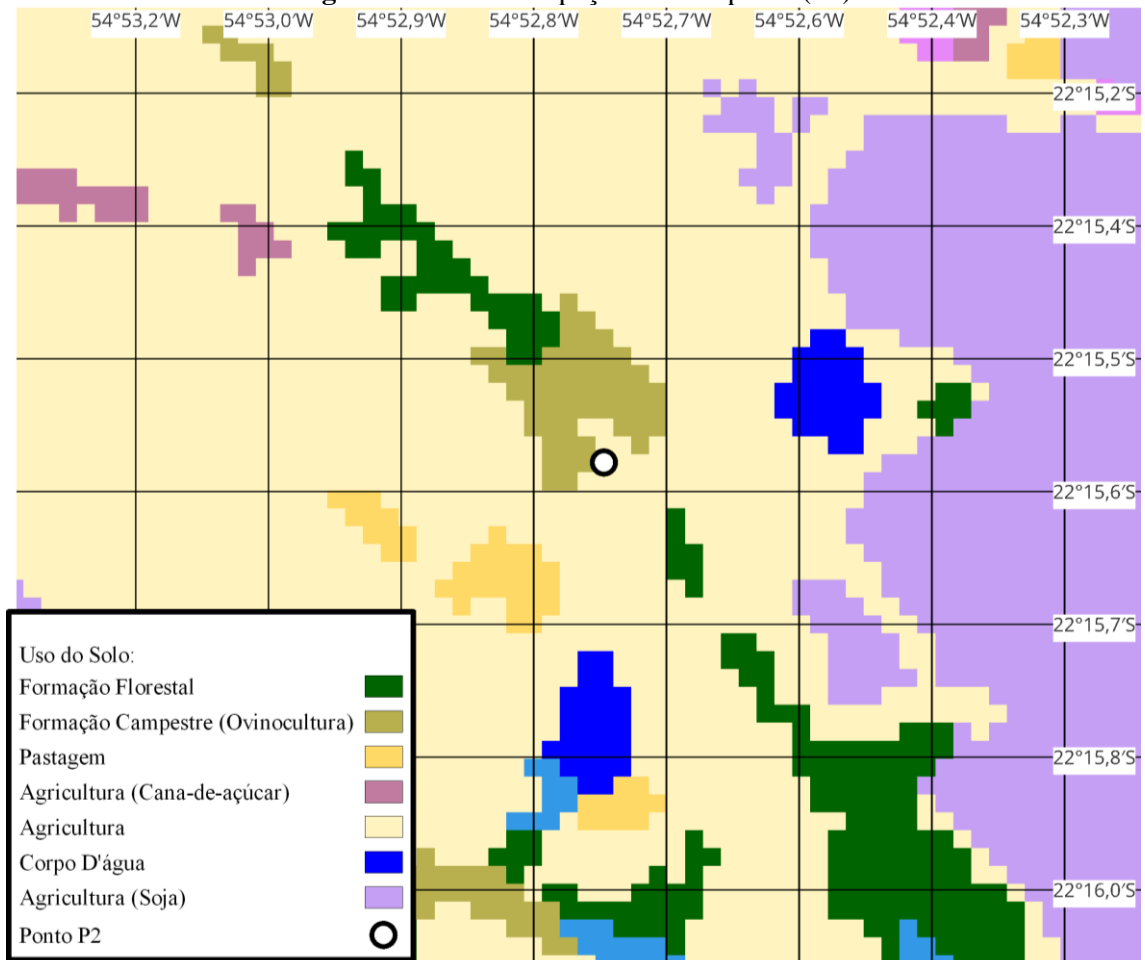 54°53,2′W 54°53,0′W 54°52,9′W 54°52,8′W 54°52,7′W 54°52,6′W 54°52,4′W 54°52,3′W
22°15,2′S
22°15,4′S
22°15,5′S
22°15,6′S
22°15,7′S
22°15,8′S
22°16,0′S
Uso do Solo:
Formação Florestal
Formação Campestre (Ovinocultura)
Pastagem
Agricultura (Cana-de-açúcar)
Agricultura
Corpo D'água
Agricultura (Soja)
Ponto P2